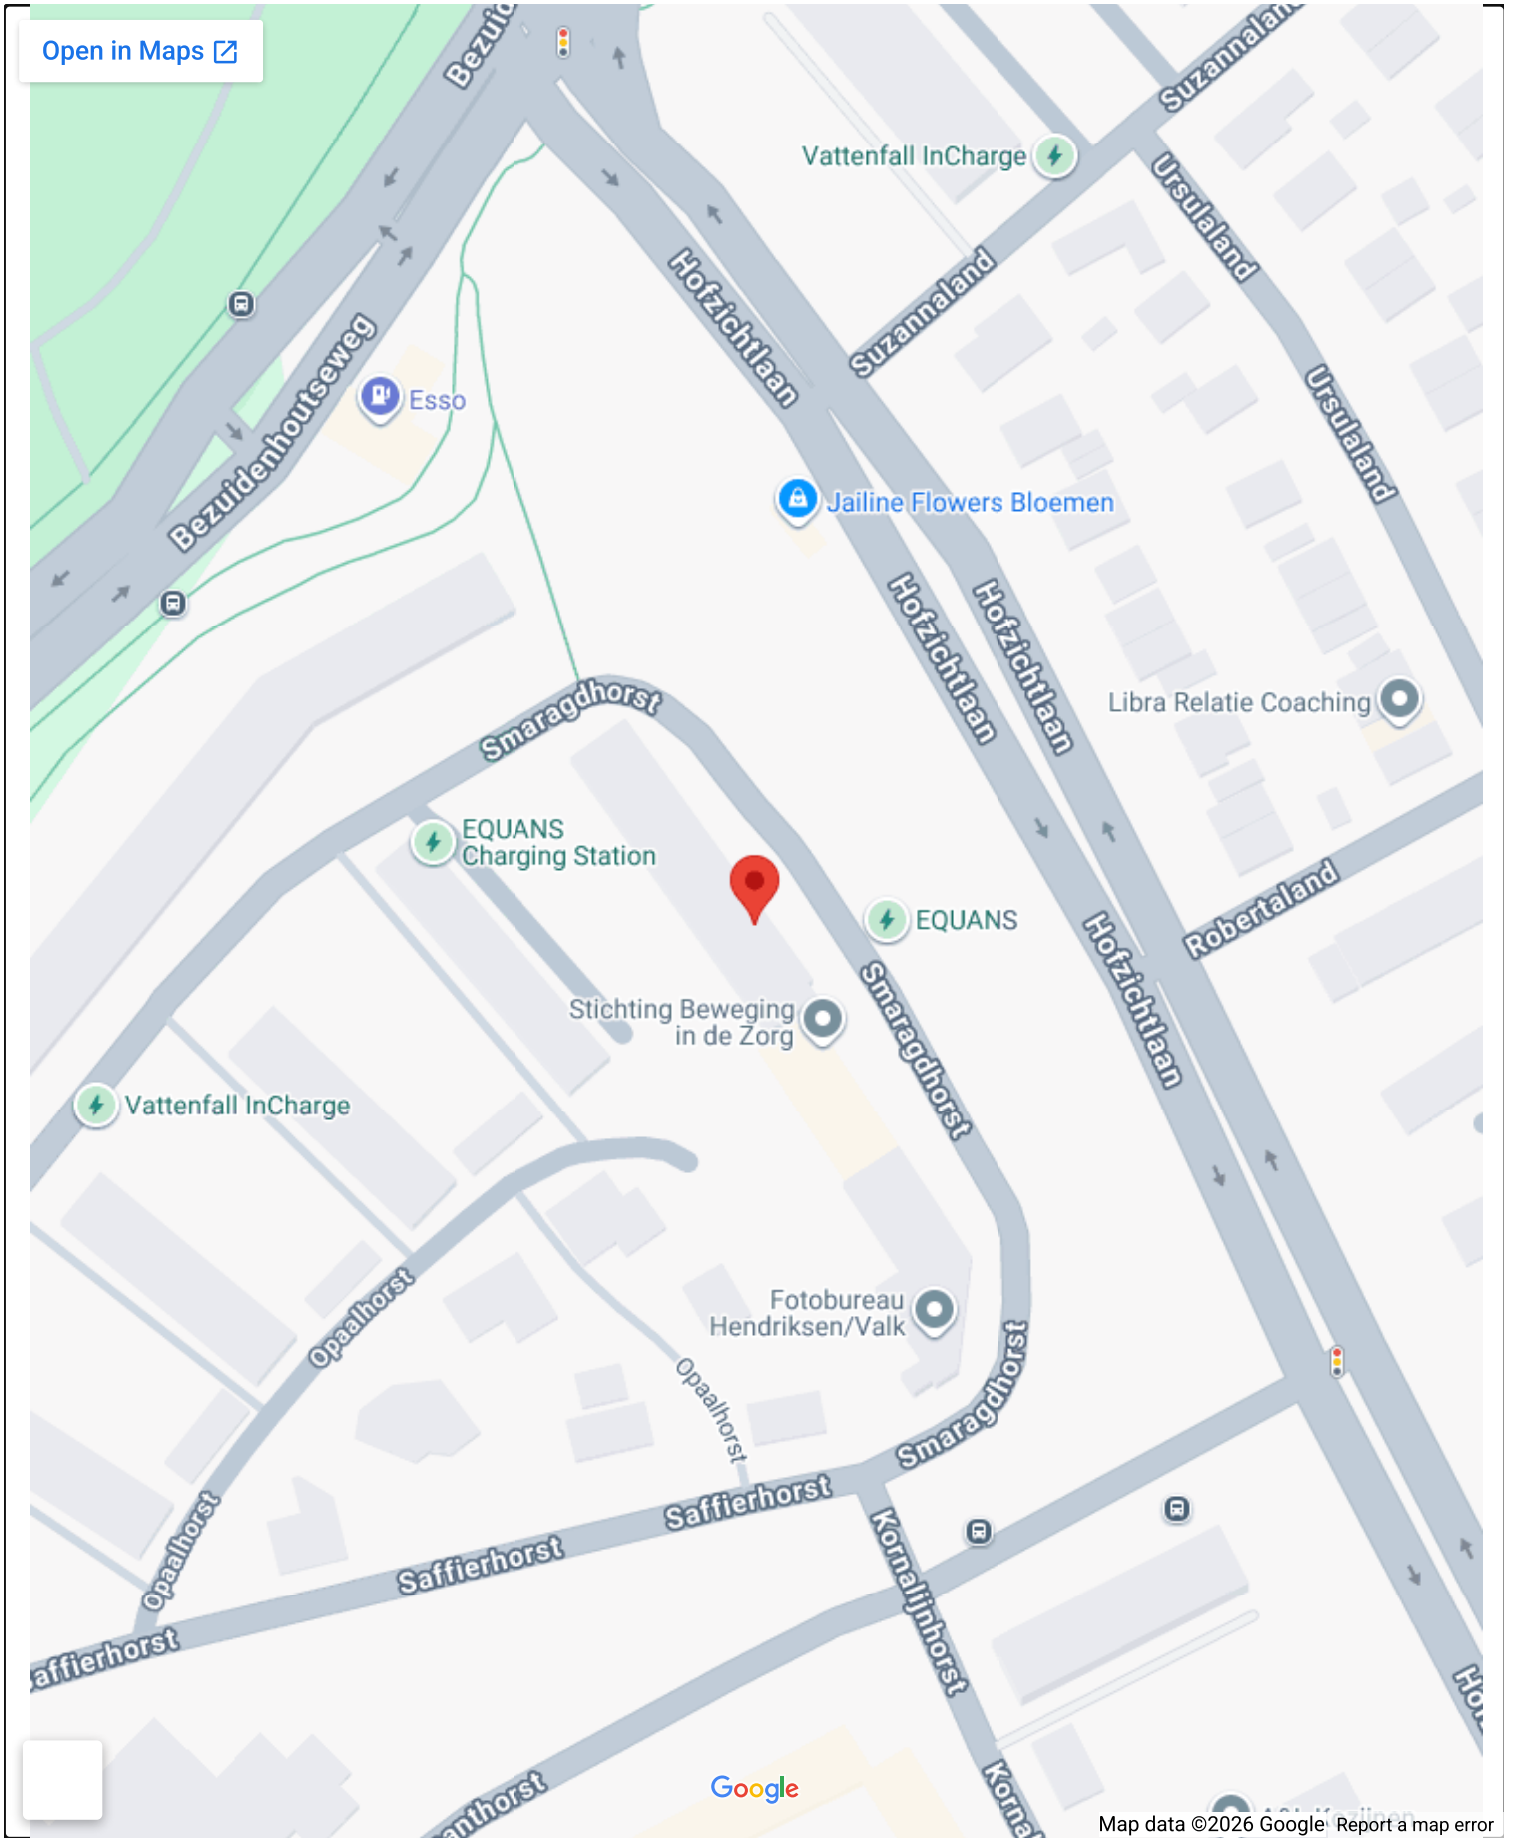 Open in Maps
Bezuid
Suzannaland
Vattenfall InCharge
Ursulaland
Hofzichtlaan
Suzannaland
Bezuidenhoutseweg
Esso
Ursulaland
Jailine Flowers Bloemen
Hofzichtlaan
Hofzichtlaan
Smaragdhorst
Libra Relatie Coaching
EQUANS
Charging Station
EQUANS
Robertaland
Hofzichtlaan
Stichting Beweging
in de Zorg
Smaragdhorst
Vattenfall InCharge
Opaalhorst
Fotobureau
Hendriksen/Valk
Smaragdhorst
Opaalhorst
Saffierhorst
Opaalhorst
Saffierhorst
Kornalijnhorst
affierhorst
Ho
anthorst
Kornal
Google
Map data ©2026 Google
Report a map error